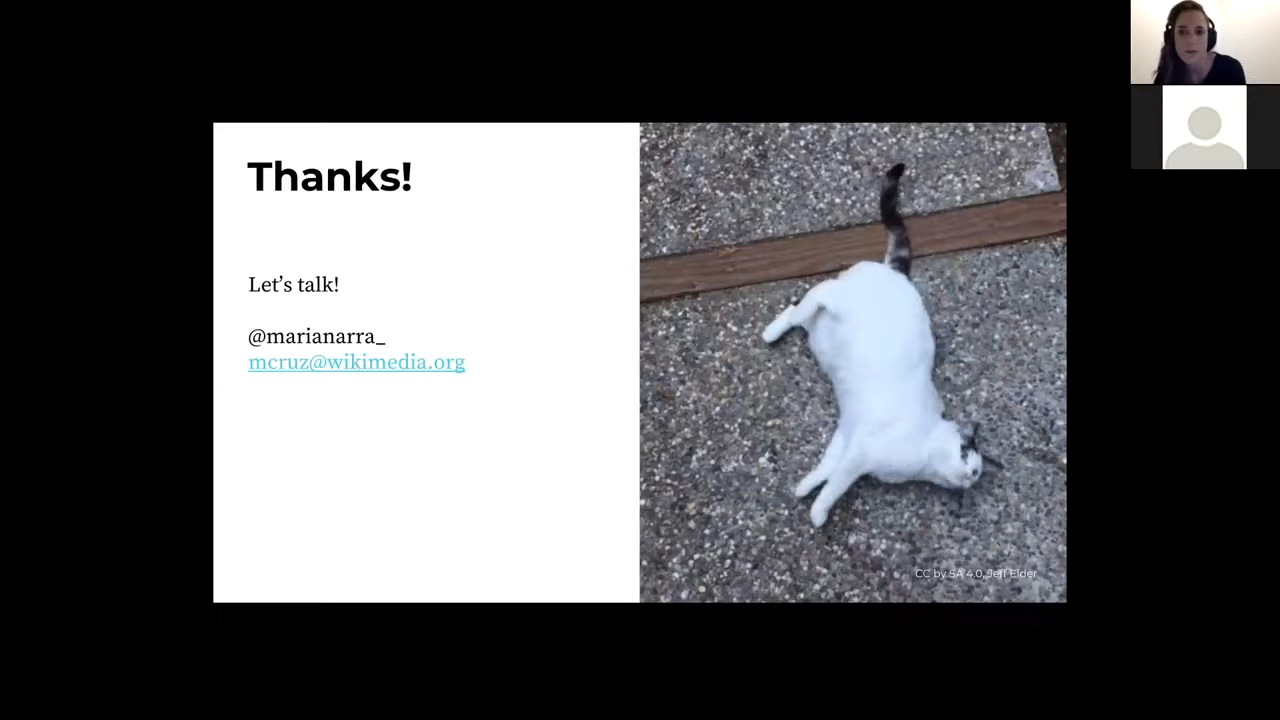 Thanks!
Let's talk!
@marianarra_
mcruz@wikimedia.org
CC by SA 4.0, Jeff Elder